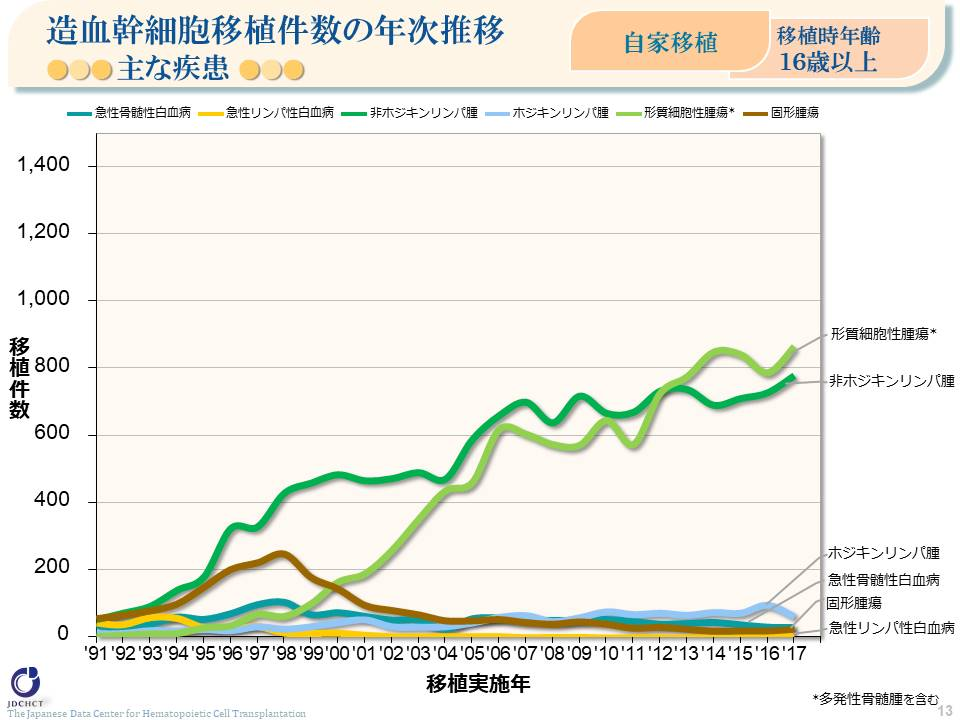 造血幹細胞移植件数の年次推移
主な疾患
自家移植
移植時年齢
16歳以上
急性骨髄性白血病 急性リンパ性白血病 非ホジキンリンパ腫 ホジキンリンパ腫 形質細胞性腫瘍* 固形腫瘍
1,400
1,200
1,000
800
600
400
200
0
移植件数
形質細胞性腫瘍*
非ホジキンリンパ腫
ホジキンリンパ腫
急性骨髄性白血病
固形腫瘍
急性リンパ性白血病
'91 '92 '93 '94 '95 '96 '97 '98 '99 '00 '01 '02 '03 '04 '05 '06 '07 '08 '09 '10 '11 '12 '13 '14 '15 '16 '17
移植実施年
*多発性骨髄腫を含む
JDCHCT
The Japanese Data Center for Hematopoietic Cell Transplantation
13